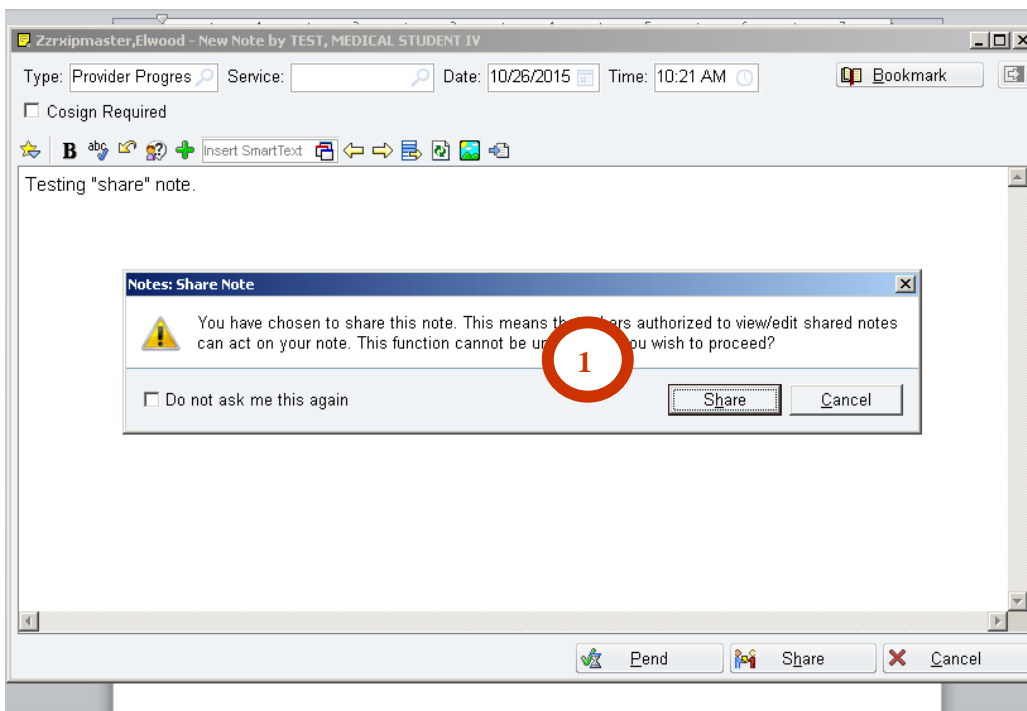 Zzrxipmaster,Elwood - New Note by TEST, MEDICAL STUDENT IV
Type: Provider Progres Service: Date: 10/26/2015 Time: 10:21 AM Bookmark
Cosign Required
B abc Insert SmartText
Testing "share" note.
Notes: Share Note
You have chosen to share this note. This means authorized to view/edit shared notes
can act on your note. This function cannot be you wish to proceed?
1
Do not ask me this again Share Cancel
Pend Share Cancel